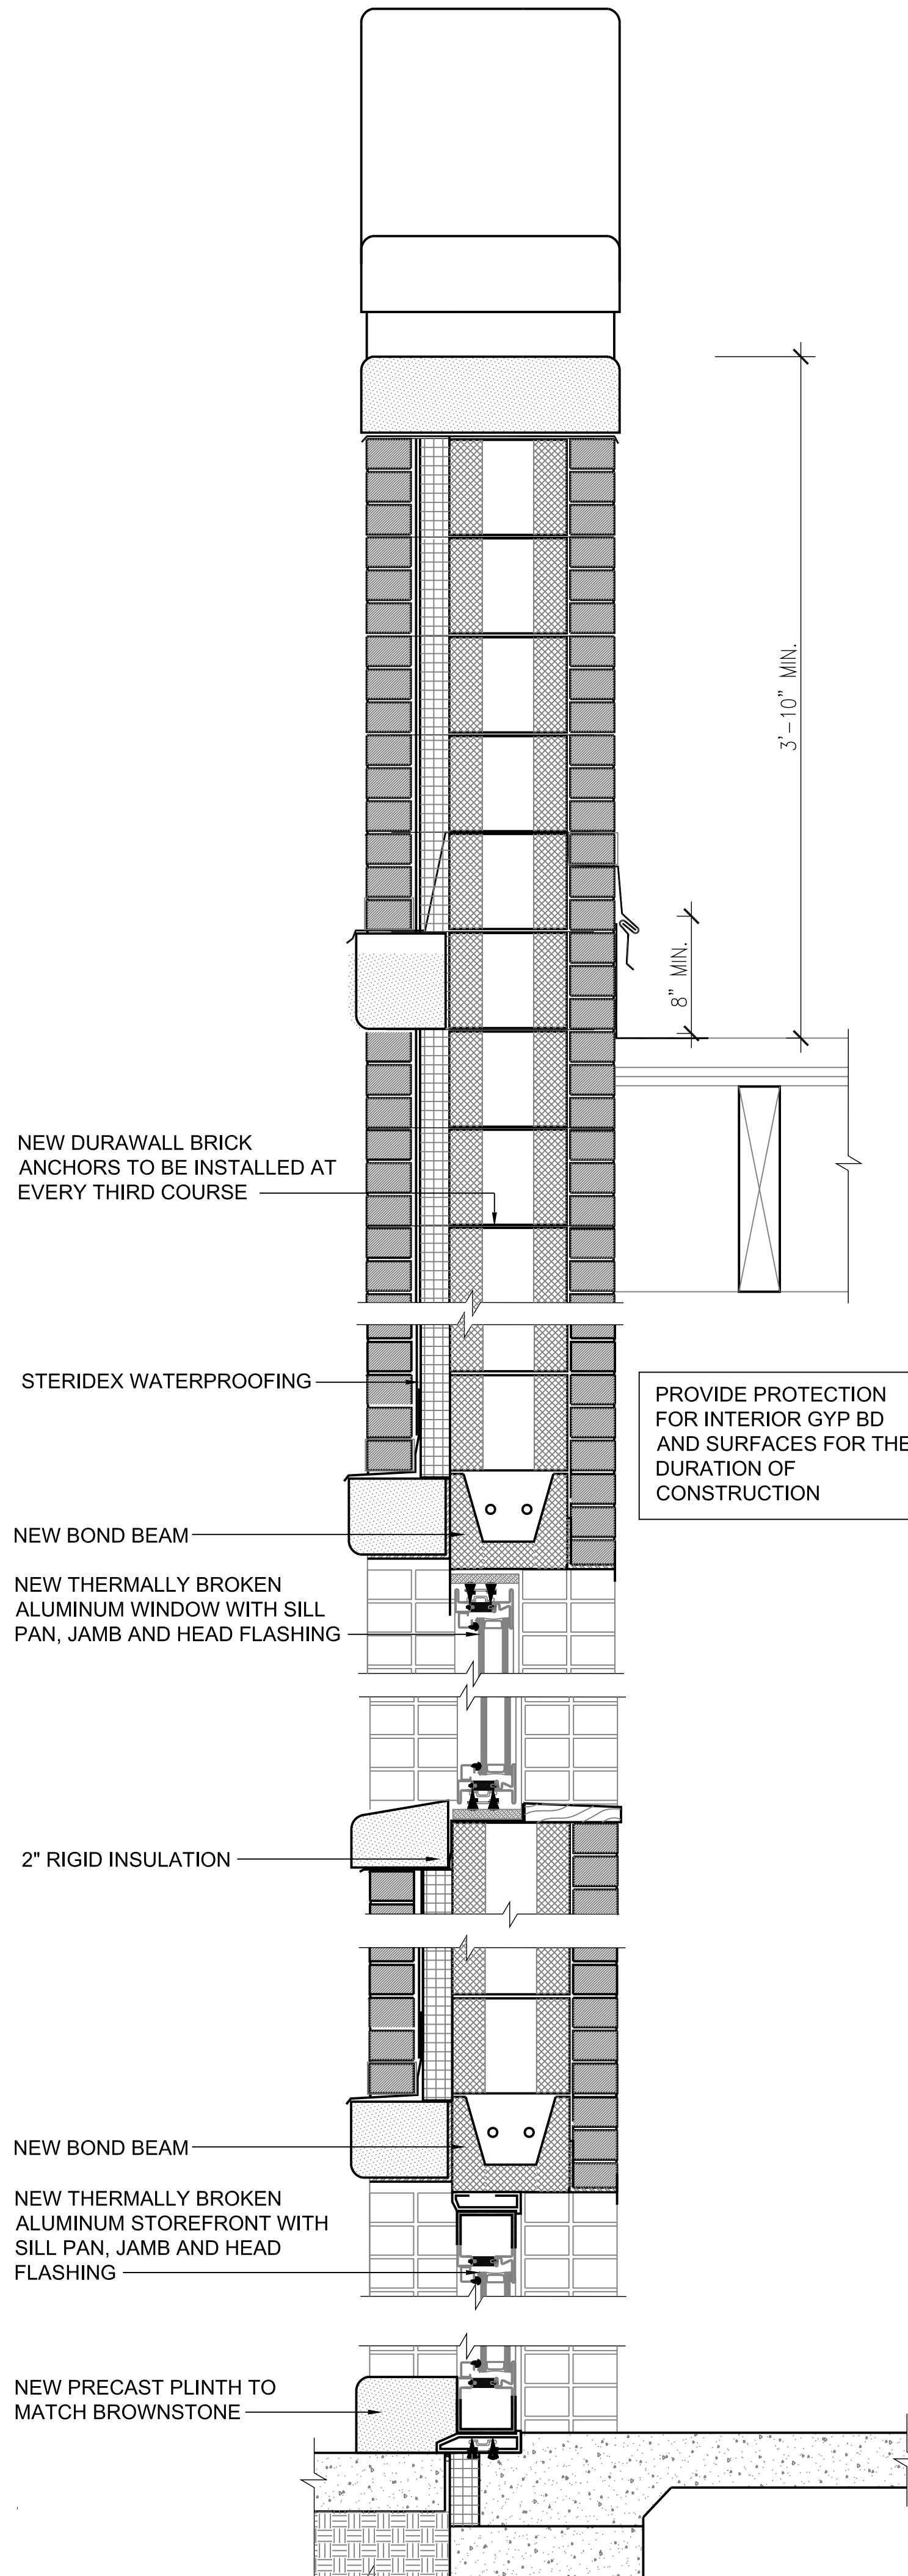 3'-10" MIN.
8" MIN.
NEW DURAWALL BRICK
ANCHORS TO BE INSTALLED AT
EVERY THIRD COURSE
STERIDEX WATERPROOFING
PROVIDE PROTECTION
FOR INTERIOR GYP BD
AND SURFACES FOR THE
DURATION OF
CONSTRUCTION
NEW BOND BEAM
NEW THERMALLY BROKEN
ALUMINUM WINDOW WITH SILL
PAN, JAMB AND HEAD FLASHING
2" RIGID INSULATION
NEW BOND BEAM
NEW THERMALLY BROKEN
ALUMINUM STOREFRONT WITH
SILL PAN, JAMB AND HEAD
FLASHING
NEW PRECAST PLINTH TO
MATCH BROWNSTONE